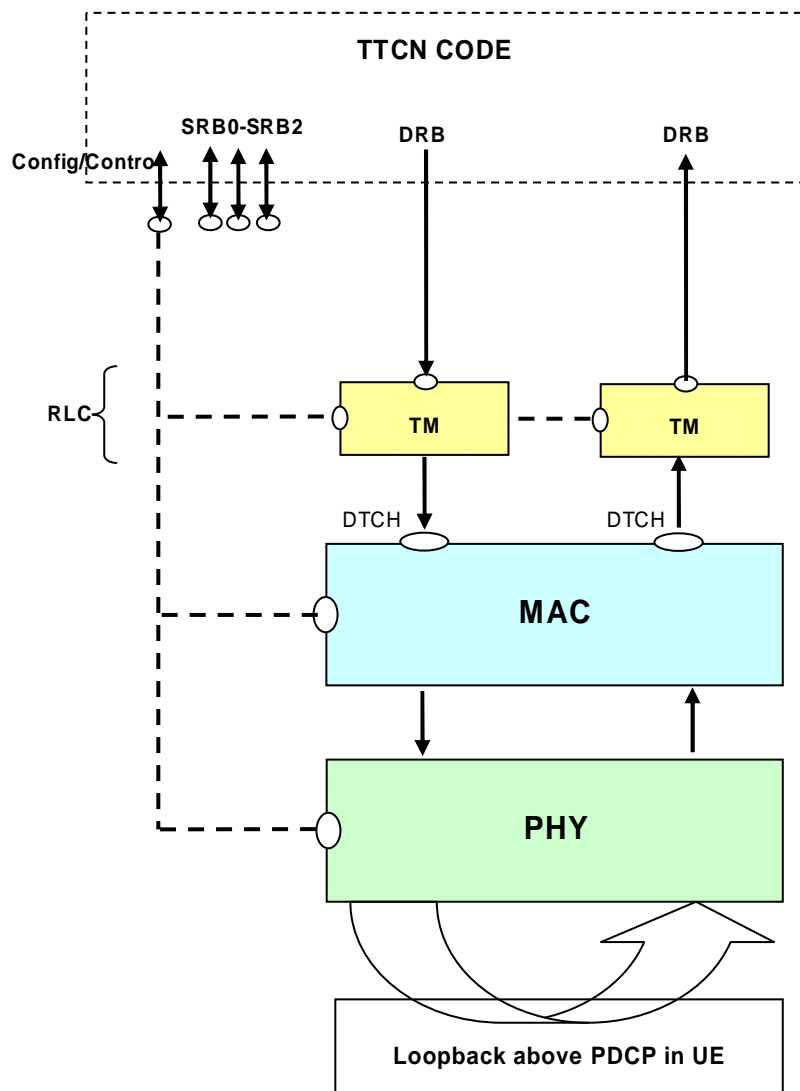 TTCN CODE
SRB0-SRB2
DRB
DRB
Config/Contro
RLC
TM
TM
DTCH
DTCH
MAC
PHY
Loopback above PDCP in UE